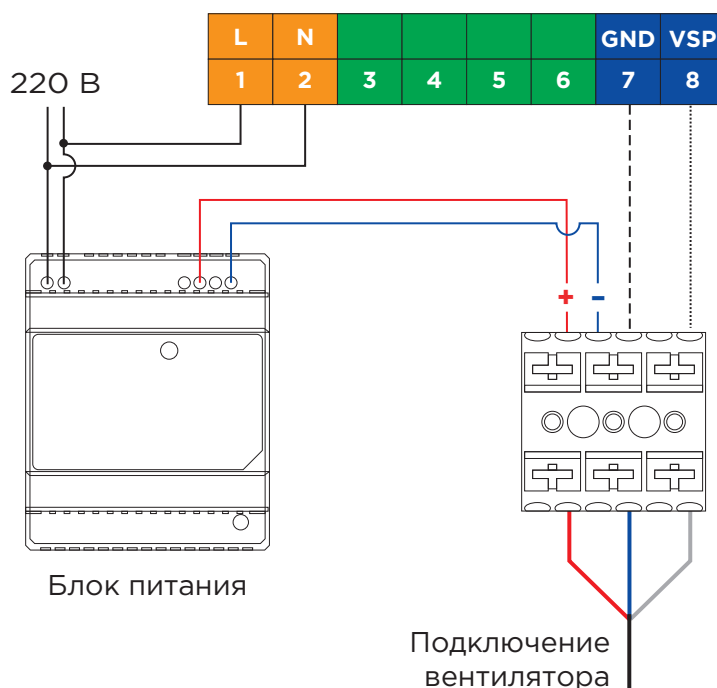 L N GND VSP
1 2 3 4 5 6 7 8
220 В
+ −
Блок питания
Подключение
вентилятора